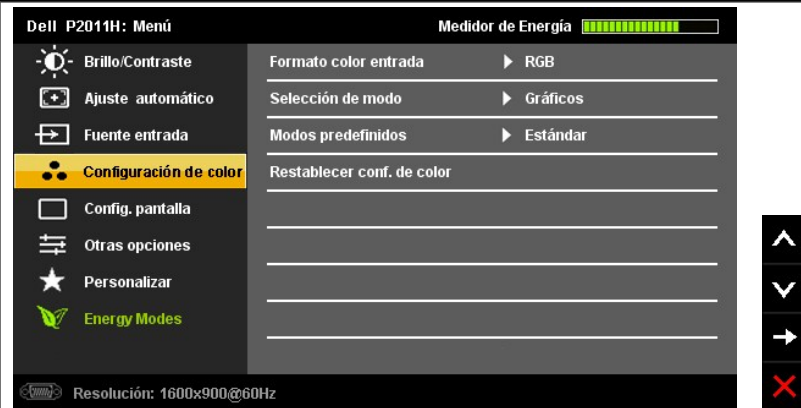 Dell P2011H: Menú Medidor de Energía
Brillo/Contraste Formato color entrada RGB
Ajuste automático Selección de modo Gráficos
Fuente entrada Modos predefinidos Estándar
Configuración de color Restablecer conf. de color
Config. pantalla
Otras opciones
Personalizar
Energy Modes
Resolución: 1600x900@60Hz